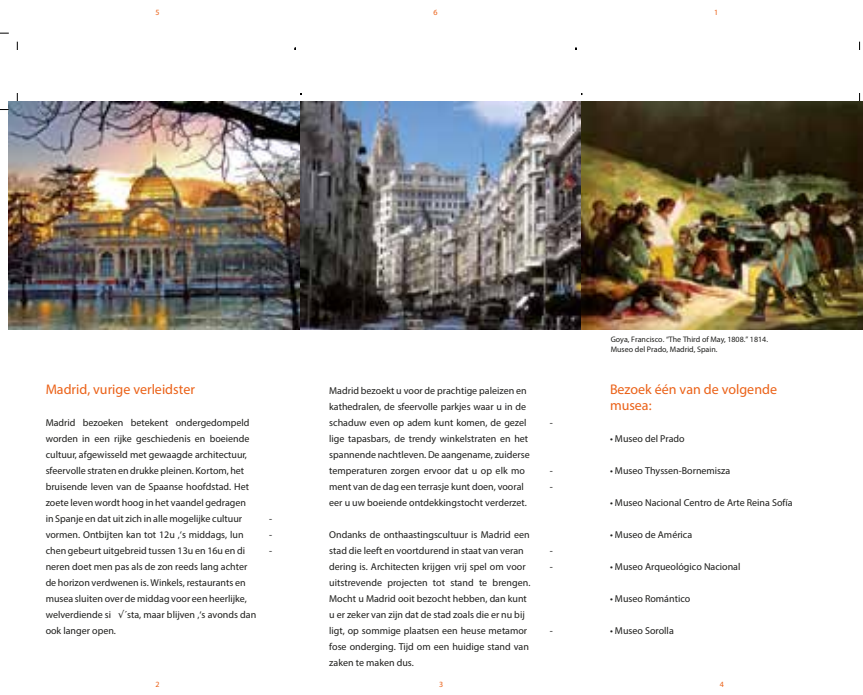 5
6
1
Madrid, vurige verleidster
Madrid bezoeken betekent ondergedompeld
worden in een rijke geschiedenis en boeiende
cultuur, afgewisseld met gewaagde architectuur,
sfeervolle straten en drukke pleinen. Kortom, het
bruisende leven van de Spaanse hoofdstad. Het
zoete leven wordt hoog in het vaandel gedragen
in Spanje en dat uit zich in alle mogelijke cultuur -
vormen. Ontbijten kan tot 12u ‚'s middags, lun -
chen gebeurt uitgebreid tussen 13u en 16u en di -
neren doet men pas als de zon reeds lang achter
de horizon verdwenen is. Winkels, restaurants en
musea sluiten over de middag voor een heerlijke,
welverdiende si √´sta, maar blijven ‚'s avonds dan
ook langer open.
2
Madrid bezoekt u voor de prachtige paleizen en
kathedralen, de sfeervolle parkjes waar u in de
schaduw even op adem kunt komen, de gezel -
lige tapasbars, de trendy winkelstraten en het
spannende nachtleven. De aangename, zuiderse
temperaturen zorgen ervoor dat u op elk mo -
ment van de dag een terrasje kunt doen, vooral -
eer u uw boeiende ontdekkingstocht verderzet.
Ondanks de onthaastingscultuur is Madrid een
stad die leeft en voortdurend in staat van veran -
dering is. Architecten krijgen vrij spel om voor -
uitstrevende projecten tot stand te brengen.
Mocht u Madrid ooit bezocht hebben, dan kunt
u er zeker van zijn dat de stad zoals die er nu bij
ligt, op sommige plaatsen een heuse metamor -
fose onderging. Tijd om een huidige stand van
zaken te maken dus.
3
Goya, Francisco. "The Third of May, 1808." 1814.
Museo del Prado, Madrid, Spain.
Bezoek één van de volgende
musea:
• Museo del Prado
• Museo Thyssen-Bornemisza
• Museo Nacional Centro de Arte Reina Sofía
• Museo de América
• Museo Arqueológico Nacional
• Museo Romántico
• Museo Sorolla
4